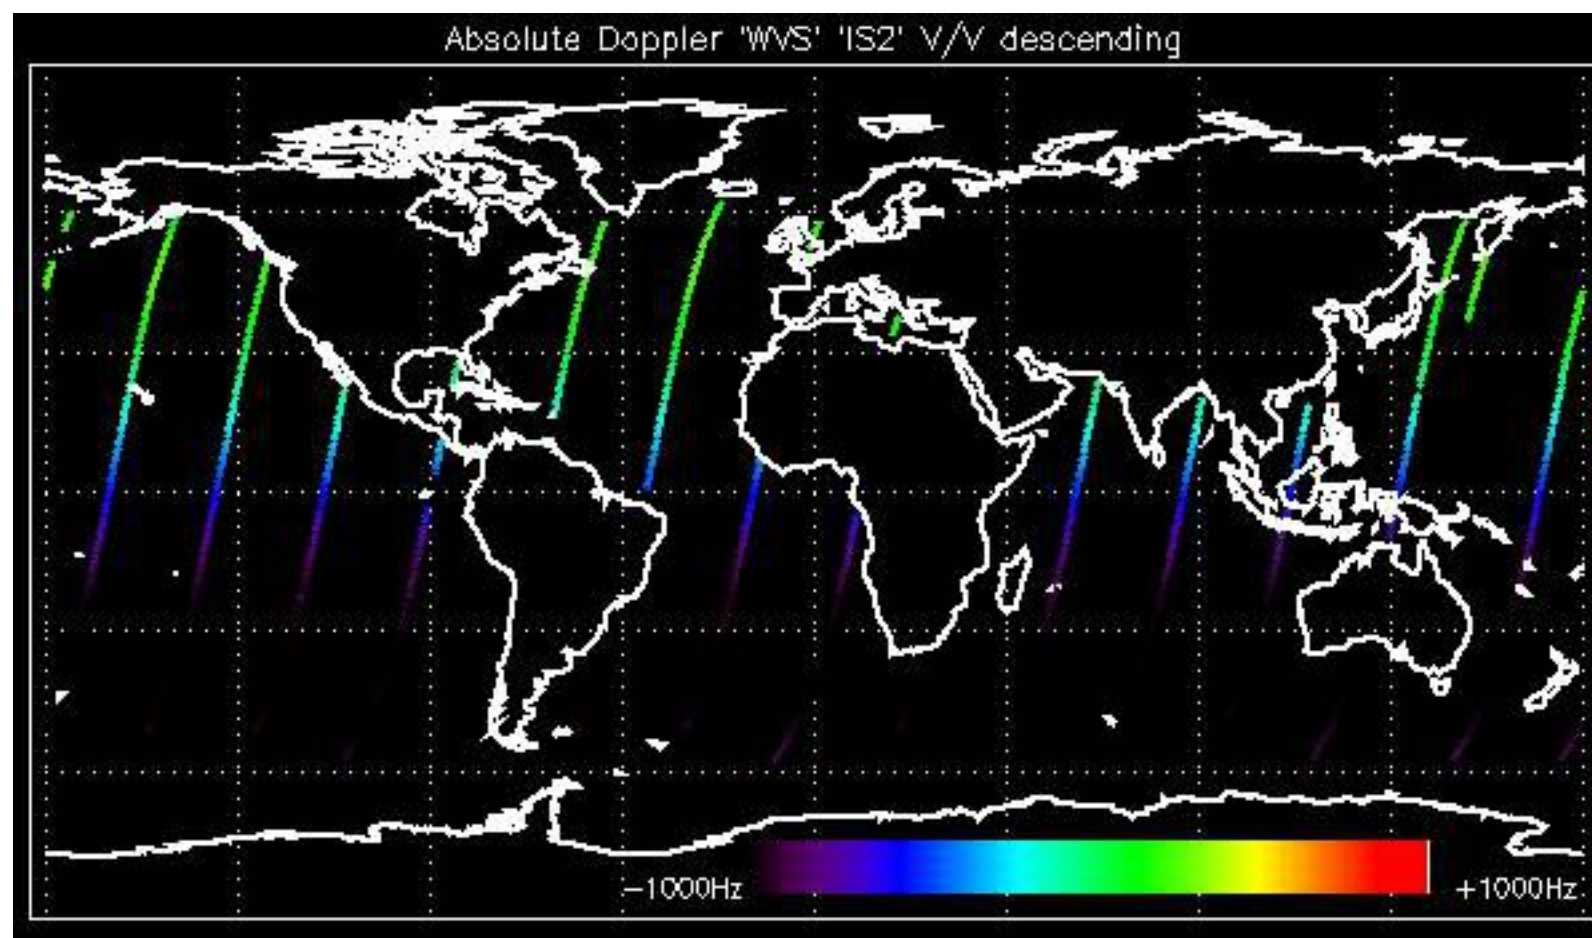 Absolute Doppler 'WVS' 'IS2' V/V descending
−1000Hz +1000Hz